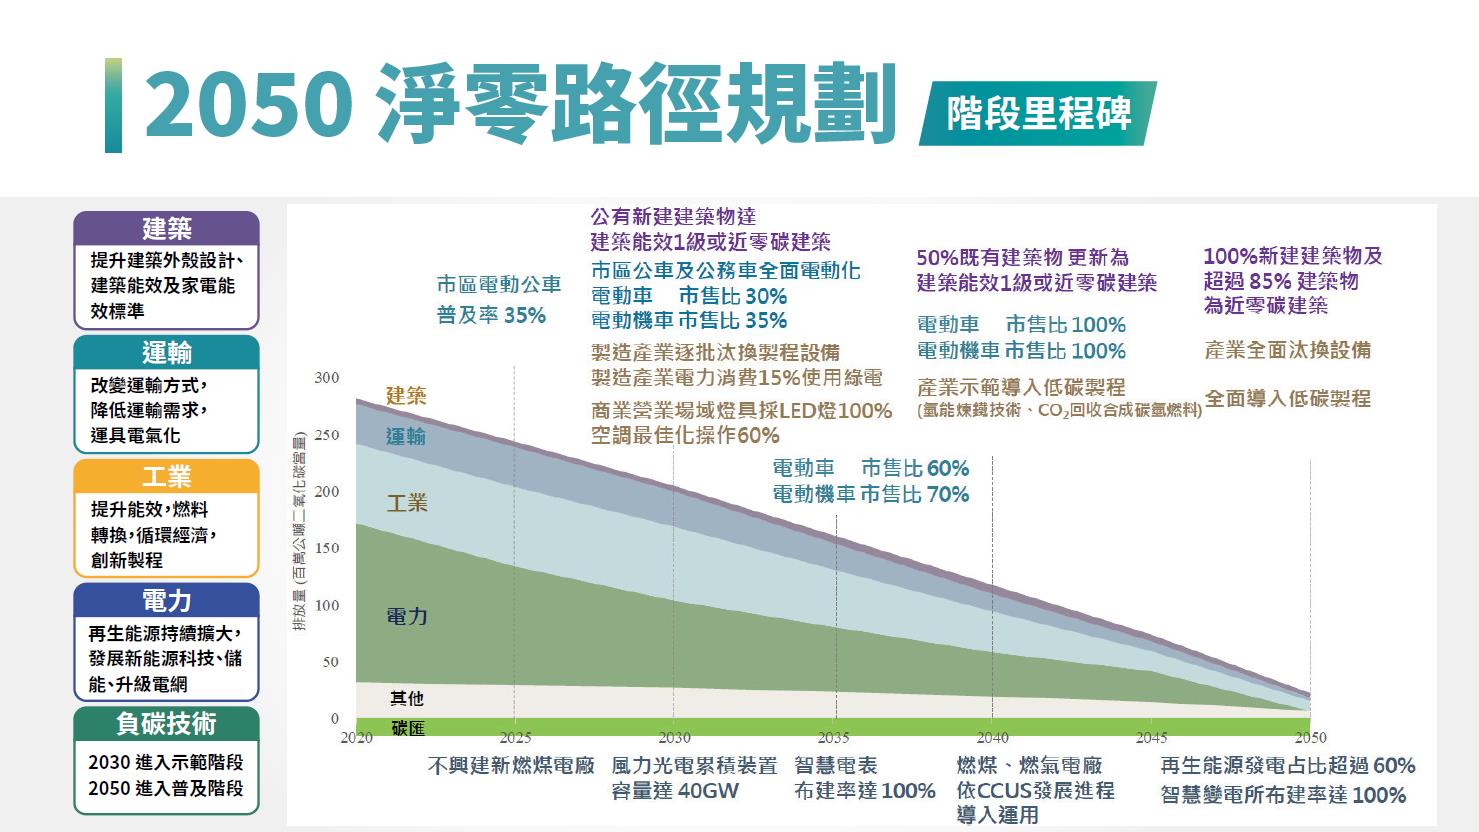 2050 淨零路徑規劃
階段里程碑
建築
提升建築外殼設計、
建築能效及家電能
效標準
運輸
改變運輸方式，
降低運輸需求，
運具電氣化
工業
提升能效，燃料
轉換，循環經濟，
創新製程
電力
再生能源持續擴大，
發展新能源科技、儲
能、升級電網
負碳技術
2030 進入示範階段
2050 進入普及階段
市區電動公車
普及率 35%
公有新建建築物達
建築能效1級或近零碳建築
市區公車及公務車全面電動化
電動車 市售比 30%
電動機車 市售比 35%
製造產業逐批汰換製程設備
製造產業電力消費15%使用綠電
商業營業場域燈具採LED燈100%
空調最佳化操作60%
電動車 市售比 60%
電動機車 市售比 70%
50%既有建築物 更新為
建築能效1級或近零碳建築
電動車 市售比 100%
電動機車 市售比 100%
產業示範導入低碳製程
(氫能煉鐵技術、CO₂回收合成碳氫燃料)
100%新建建築物及
超過 85% 建築物
為近零碳建築
產業全面汰換設備
全面導入低碳製程
排放量 (百萬公噸二氧化碳當量)
300
250
200
150
100
50
0
建築
運輸
工業
電力
其他
碳匯
2020 2025 2030 2035 2040 2045 2050
不興建新燃煤電廠
風力光電累積裝置
容量達 40GW
智慧電表
布建率達 100%
燃煤、燃氣電廠
依CCUS發展進程
導入運用
再生能源發電占比超過 60%
智慧變電所布建率達 100%